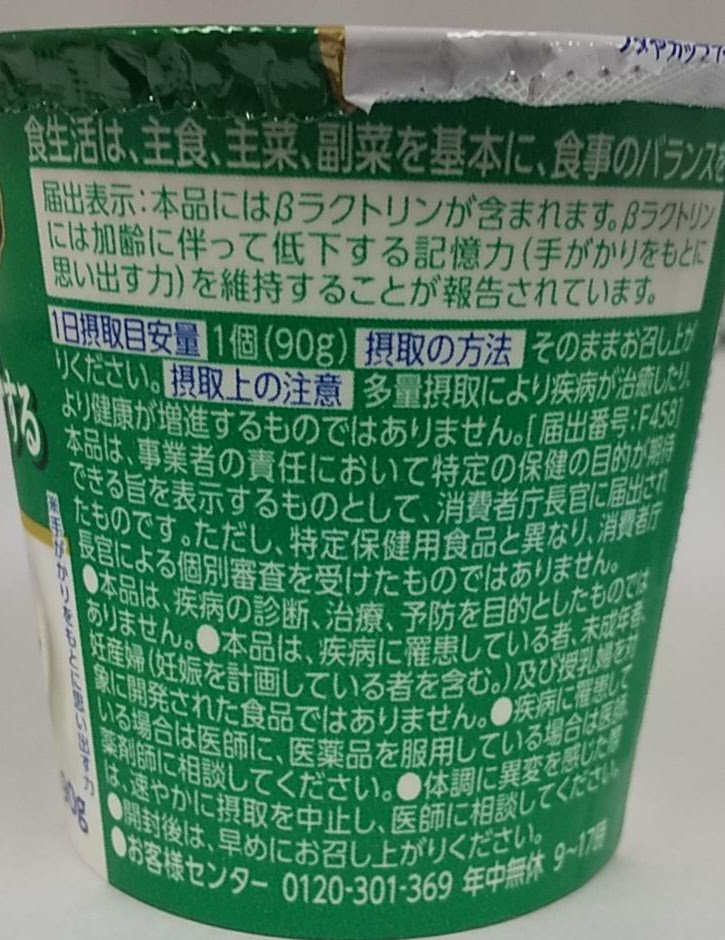 食生活は、主食、主菜、副菜を基本に、食事のバランスを
届出表示：本品にはβラクトリンが含まれます。βラクトリン
には加齢に伴って低下する記憶力（手がかりをもとに
思い出す力）を維持することが報告されています。
1日摂取目安量 1個（90g） 摂取の方法 そのままお召し上が
りください。 摂取上の注意 多量摂取により疾病が治癒したり、
より健康が増進するものではありません。[届出番号：F458]
本品は、事業者の責任において特定の保健の目的が期待
できる旨を表示するものとして、消費者庁長官に届出され
たものです。ただし、特定保健用食品と異なり、消費者庁
長官による個別審査を受けたものではありません。
●本品は、疾病の診断、治療、予防を目的としたものでは
ありません。●本品は、疾病に罹患している者、未成年者、
妊産婦（妊娠を計画している者を含む。）及び授乳婦を対
象に開発された食品ではありません。●疾病に罹患して
いる場合は医師に、医薬品を服用している場合は医師、
薬剤師に相談してください。●体調に異変を感じた際
は、速やかに摂取を中止し、医師に相談してください。
●開封後は、早めにお召し上がりください。
●お客様センター 0120-301-369 年中無休 9~17時
する
手がかりをもとに思い出す力
90g